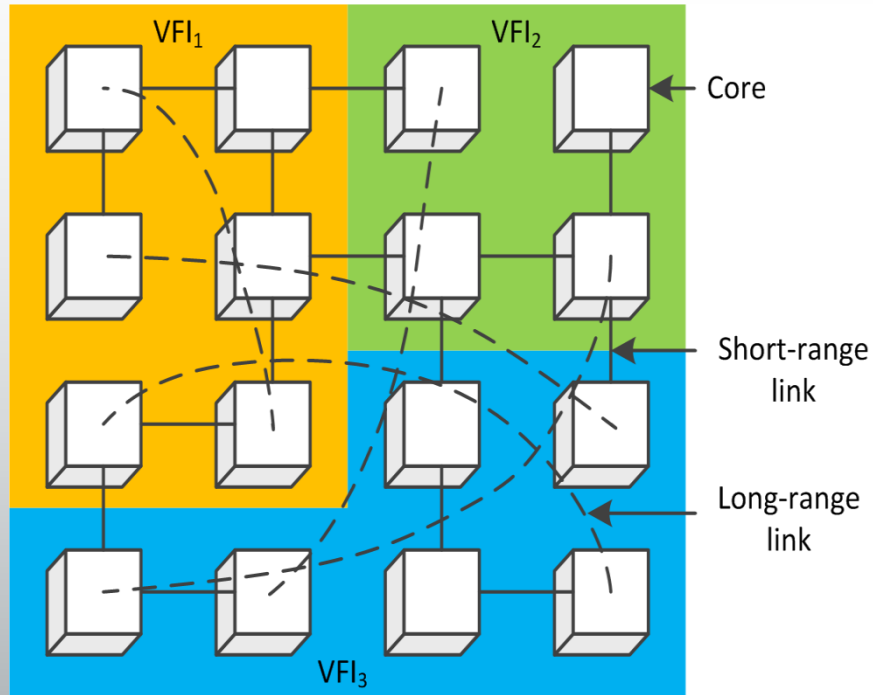 VFI₁
VFI₂
Core
Short-range
link
Long-range
link
VFI₃